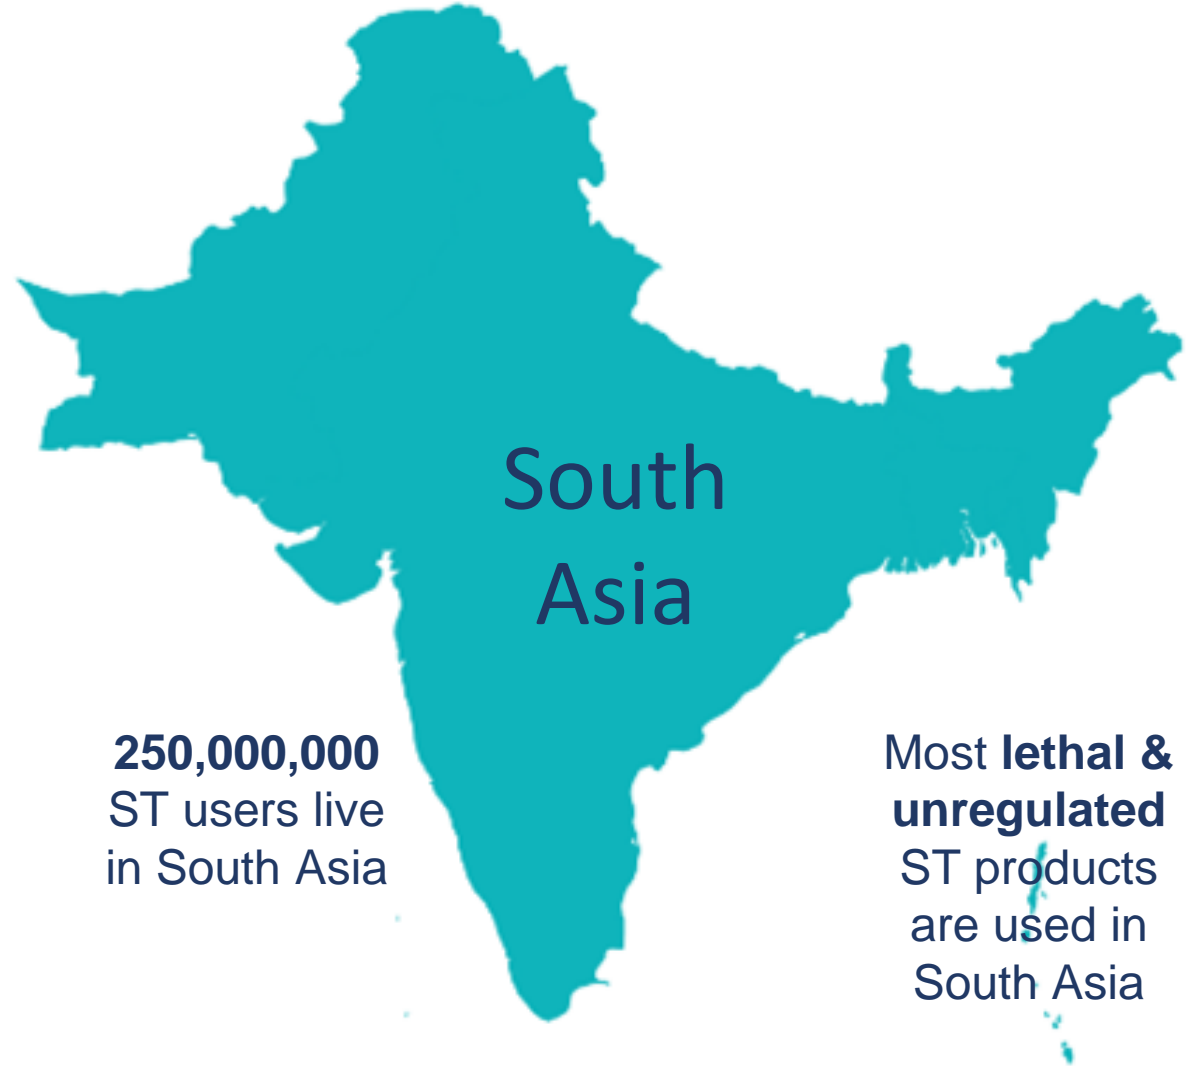 South
Asia
250,000,000
ST users live
in South Asia
Most lethal &
unregulated
ST products
are used in
South Asia